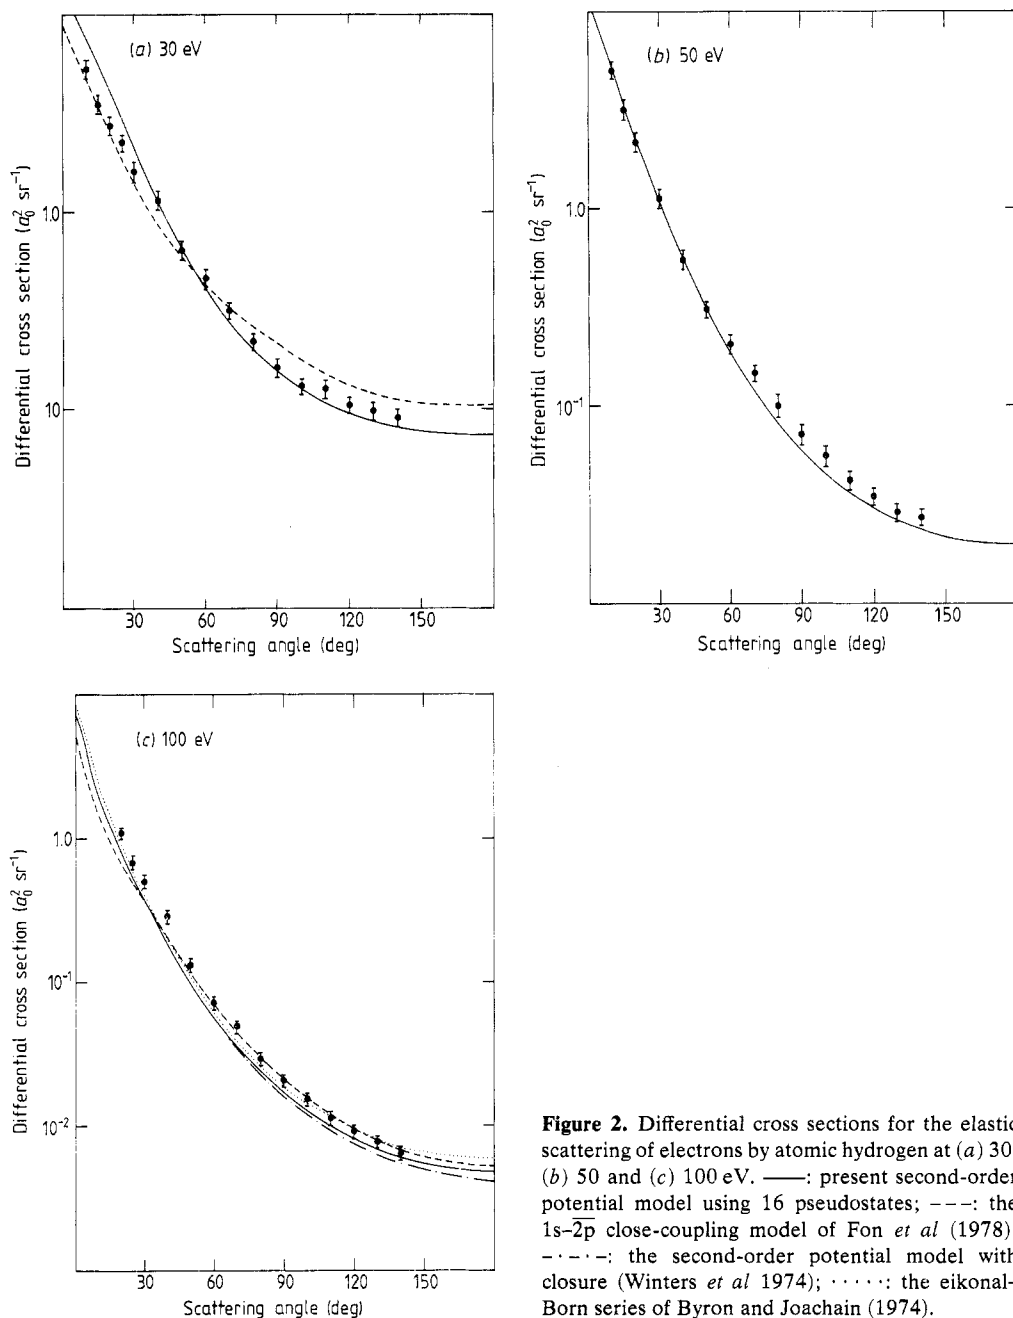 (a) 30 eV
Differential cross section (a₀² sr⁻¹)
1.0
10
30 60 90 120 150
Scattering angle (deg)
(b) 50 eV
Differential cross section (a₀² sr⁻¹)
1.0
10⁻¹
30 60 90 120 150
Scattering angle (deg)
(c) 100 eV
Differential cross section (a₀² sr⁻¹)
1.0
10⁻¹
10⁻²
30 60 90 120 150
Scattering angle (deg)
Figure 2. Differential cross sections for the elastic
scattering of electrons by atomic hydrogen at (a) 30
(b) 50 and (c) 100 eV. ——: present second-order
potential model using 16 pseudostates; – – –: the
1s–2̅p̅ close-coupling model of Fon et al (1978)
– · – · –: the second-order potential model with
closure (Winters et al 1974); · · · · ·: the eikonal-
Born series of Byron and Joachain (1974).